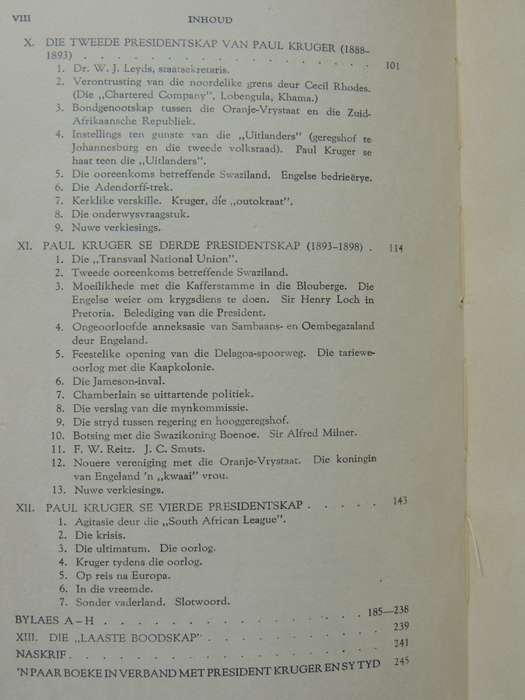 VIII INHOUD
X. DIE TWEEDE PRESIDENTSKAP VAN PAUL KRUGER (1888-
1893) . . . . . . . . . . . . . . 101
1. Dr. W. J. Leyds, staatsekretaris.
2. Verontrusting van die noordelike grens deur Cecil Rhodes.
(Die „Chartered Company”, Lobengula, Khama.)
3. Bondgenootskap tussen die Oranje-Vrystaat en die Zuid-
Afrikaansche Republiek.
4. Instellings ten gunste van die „Uitlanders” (geregshof te
Johannesburg en die tweede volksraad). Paul Kruger se
haat teen die „Uitlanders”.
5. Die ooreenkoms betreffende Swaziland. Engelse bedrieërye.
6. Die Adendorff-trek.
7. Kerklike verskille. Kruger, díe „outokraat”.
8. Die onderwysvraagstuk.
9. Nuwe verkiesings.
XI. PAUL KRUGER SE DERDE PRESIDENTSKAP (1893-1898) . 114
1. Die „Transvaal National Union”.
2. Tweede ooreenkoms betreffende Swaziland.
3. Moeilikhede met die Kafferstamme in die Blouberge. Die
Engelse weier om krygsdiens te doen. Sir Henry Loch in
Pretoria. Belediging van die President.
4. Ongeoorloofde anneksasie van Sambaans- en Oembegazaland
deur Engeland.
5. Feestelike opening van die Delagoa-spoorweg. Die tariewe-
oorlog met die Kaapkolonie.
6. Die Jameson-inval.
7. Chamberlain se uittartende politiek.
8. Die verslag van die mynkommissie.
9. Die stryd tussen regering en hooggeregshof.
10. Botsing met die Swazikoning Boenoe. Sir Alfred Milner.
11. F. W. Reitz. J. C. Smuts.
12. Nouere vereniging met die Oranje-Vrystaat. Die koningin
van Engeland 'n „kwaai” vrou.
13. Nuwe verkiesings.
XII. PAUL KRUGER SE VIERDE PRESIDENTSKAP . . . . . 143
1. Agitasie deur die „South African League”.
2. Die krisis.
3. Die ultimatum. Die oorlog.
4. Kruger tydens die oorlog.
5. Op reis na Europa.
6. In die vreemde.
7. Sonder vaderland. Slotwoord.
BYLAES A-H . . . . . . . . . . . . 185—238
XIII. DIE „LAASTE BOODSKAP” . . . . . . . . 239
NASKRIF . . . . . . . . . . . . . . 241
'N PAAR BOEKE IN VERBAND MET PRESIDENT KRUGER EN SY TYD 245